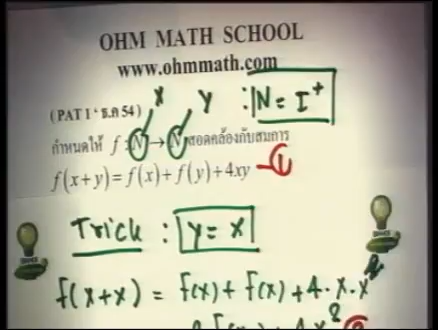 OHM MATH SCHOOL
www.ohmmath.com
(PAT 1 ' ธ.ค 54) X Y : N = I⁺
กำหนดให้ f : N → N สอดคล้องกับสมการ
f(x+y)=f(x)+f(y)+4xy –①
Trick : y = x
f(x+x) = f(x) + f(x) + 4·x·x